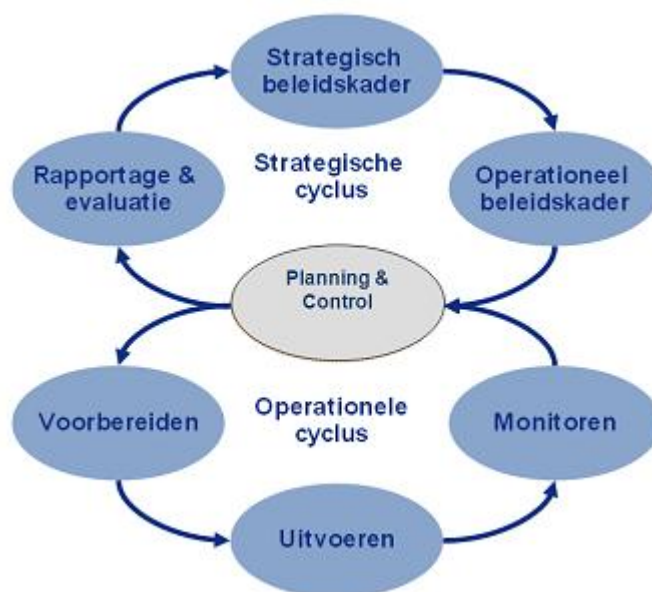 Strategisch
beleidskader
Rapportage &
evaluatie
Strategische
cyclus
Operationeel
beleidskader
Planning &
Control
Voorbereiden
Operationele
cyclus
Monitoren
Uitvoeren